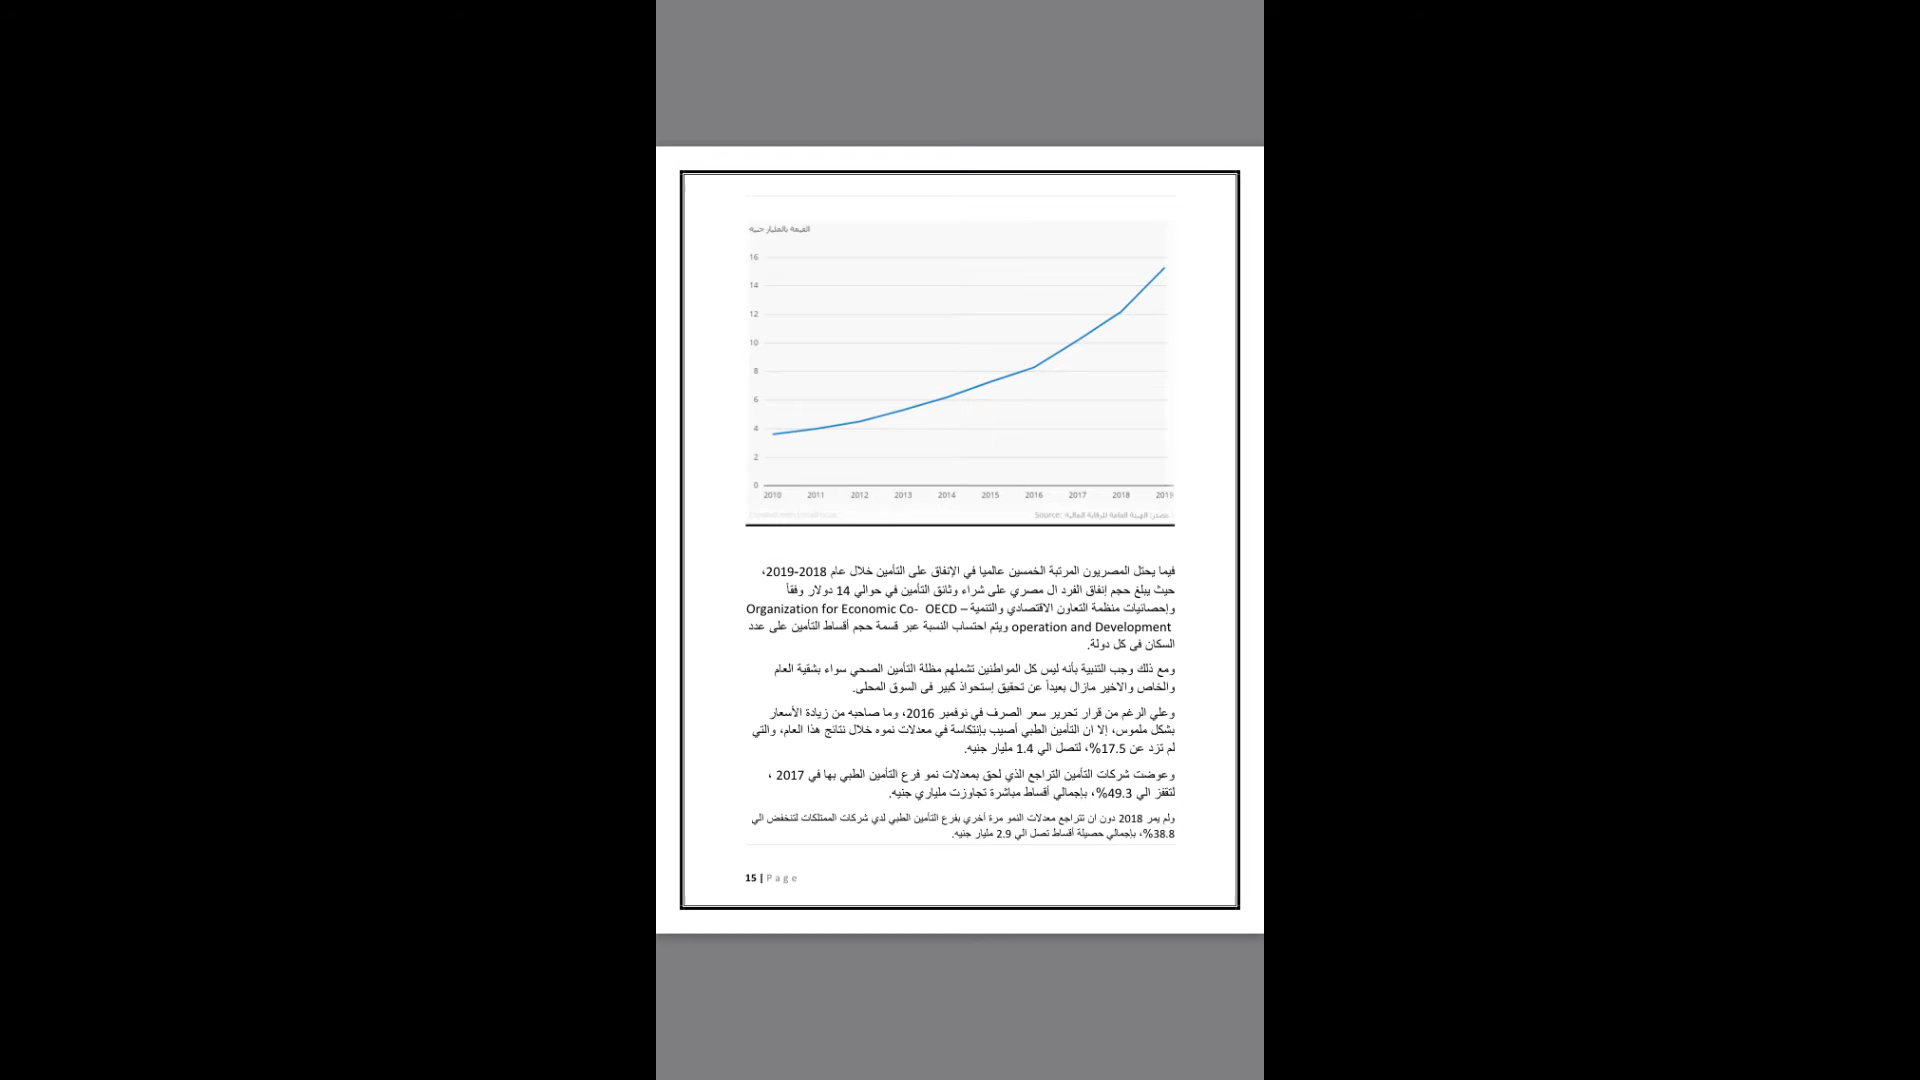 القيمة بالمليار جنيه
16
14
12
10
8
6
4
2
0
2010 2011 2012 2013 2014 2015 2016 2017 2018 2019
Created with LocalFocus
Source: مصدر: الهيئة العامة للرقابة المالية
فيما يحتل المصريون المرتبة الخمسين عالميا في الإنفاق على التأمين خلال عام 2018-2019،
حيث يبلغ حجم إنفاق الفرد ال مصري على شراء وثائق التأمين في حوالي 14 دولار وفقاً
وإحصائيات منظمة التعاون الاقتصادي والتنمية – Organization for Economic Co- OECD
operation and Development ويتم احتساب النسبة عبر قسمة حجم أقساط التأمين على عدد
السكان فى كل دولة.
ومع ذلك وجب التنبية بأنه ليس كل المواطنين تشملهم مظلة التأمين الصحي سواء بشقية العام
والخاص والاخير مازال بعيداً عن تحقيق إستحواذ كبير فى السوق المحلى.
وعلي الرغم من قرار تحرير سعر الصرف في نوفمبر 2016، وما صاحبه من زيادة الأسعار
بشكل ملموس، إلا ان التأمين الطبي أصيب بإنتكاسة في معدلات نموه خلال نتائج هذا العام، والتي
لم تزد عن 17.5%، لتصل الي 1.4 مليار جنيه.
وعوضت شركات التأمين التراجع الذي لحق بمعدلات نمو فرع التأمين الطبي بها في 2017 ،
لتقفز الي 49.3%، بإجمالي أقساط مباشرة تجاوزت ملياري جنيه.
ولم يمر 2018 دون ان تتراجع معدلات النمو مرة أخري بفرع التأمين الطبي لدي شركات الممتلكات لتنخفض الي
38.8%، بإجمالي حصيلة أقساط تصل الي 2.9 مليار جنيه.
15 | Page